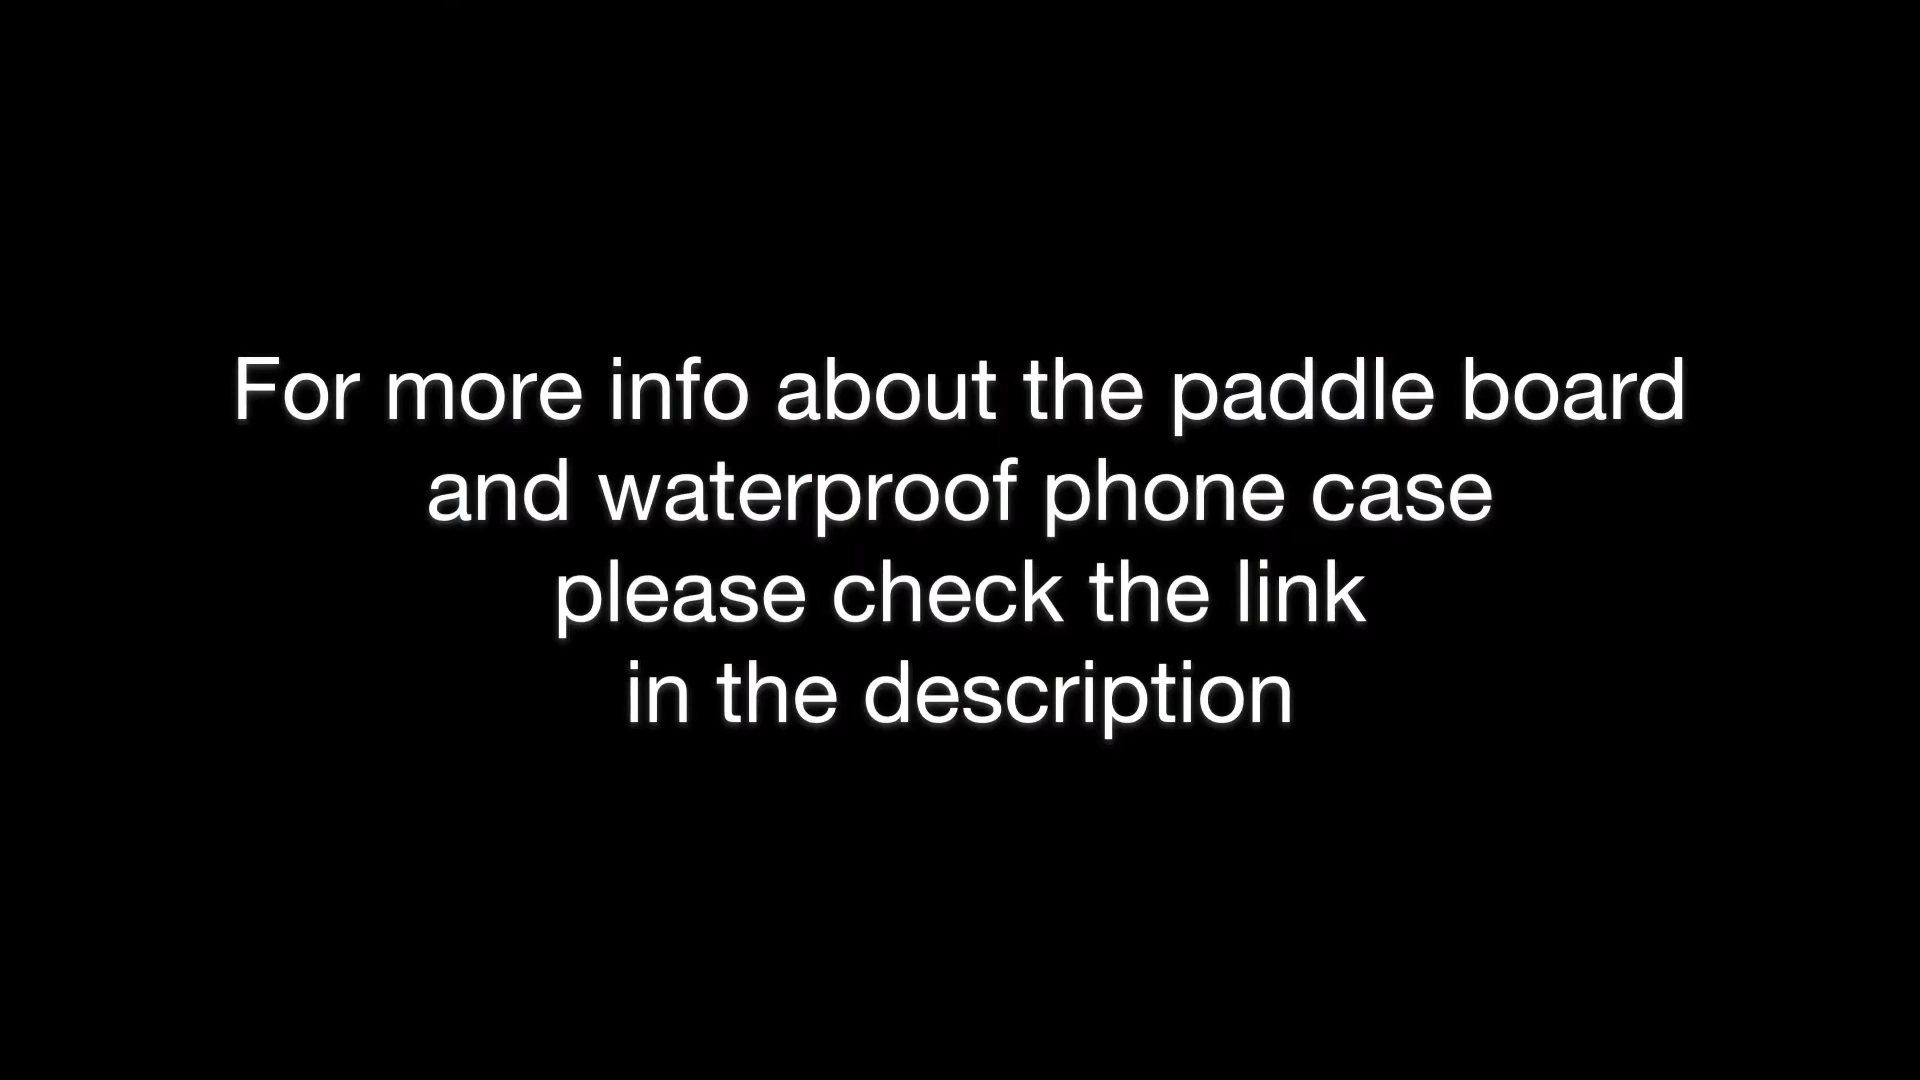 For more info about the paddle board
and waterproof phone case
please check the link
in the description